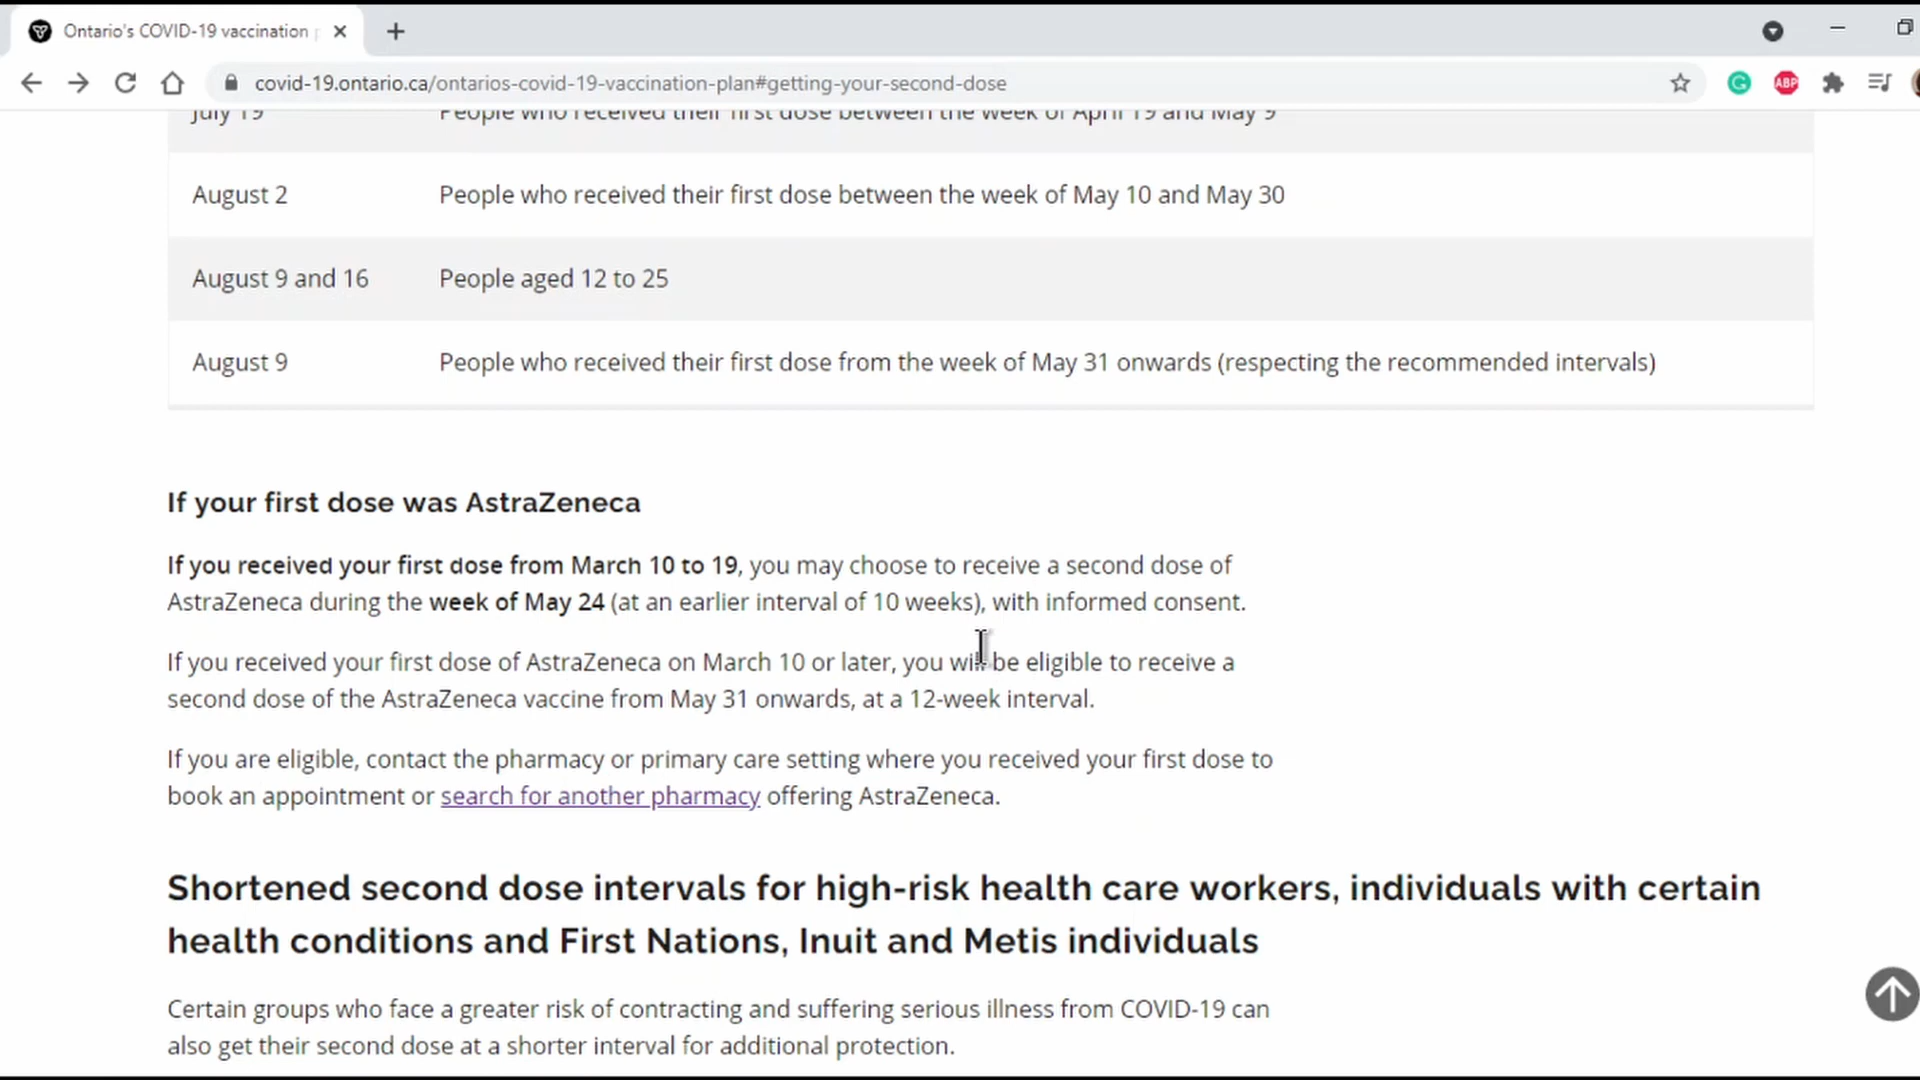 Ontario's COVID-19 vaccination
covid-19.ontario.ca/ontarios-covid-19-vaccination-plan#getting-your-second-dose
ABP
July 19 People who received their first dose between the week of April 19 and May 9
August 2 People who received their first dose between the week of May 10 and May 30
August 9 and 16 People aged 12 to 25
August 9 People who received their first dose from the week of May 31 onwards (respecting the recommended intervals)
If your first dose was AstraZeneca
If you received your first dose from March 10 to 19, you may choose to receive a second dose of
AstraZeneca during the week of May 24 (at an earlier interval of 10 weeks), with informed consent.
If you received your first dose of AstraZeneca on March 10 or later, you will be eligible to receive a
second dose of the AstraZeneca vaccine from May 31 onwards, at a 12-week interval.
If you are eligible, contact the pharmacy or primary care setting where you received your first dose to
book an appointment or search for another pharmacy offering AstraZeneca.
Shortened second dose intervals for high-risk health care workers, individuals with certain
health conditions and First Nations, Inuit and Metis individuals
Certain groups who face a greater risk of contracting and suffering serious illness from COVID-19 can
also get their second dose at a shorter interval for additional protection.